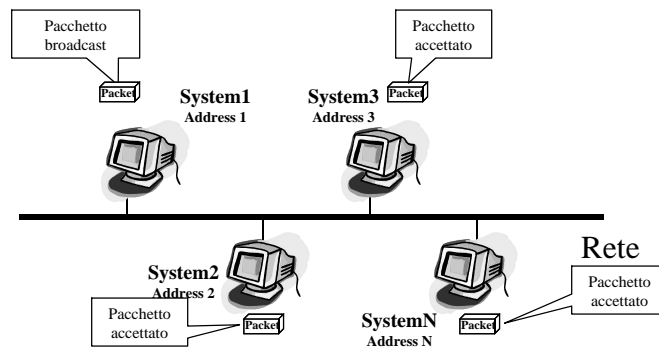 Pacchetto
broadcast
Packet
System1
Address 1
Pacchetto
accettato
Packet
System3
Address 3
System2
Address 2
Pacchetto
accettato
Packet
SystemN
Address N
Packet
Rete
Pacchetto
accettato